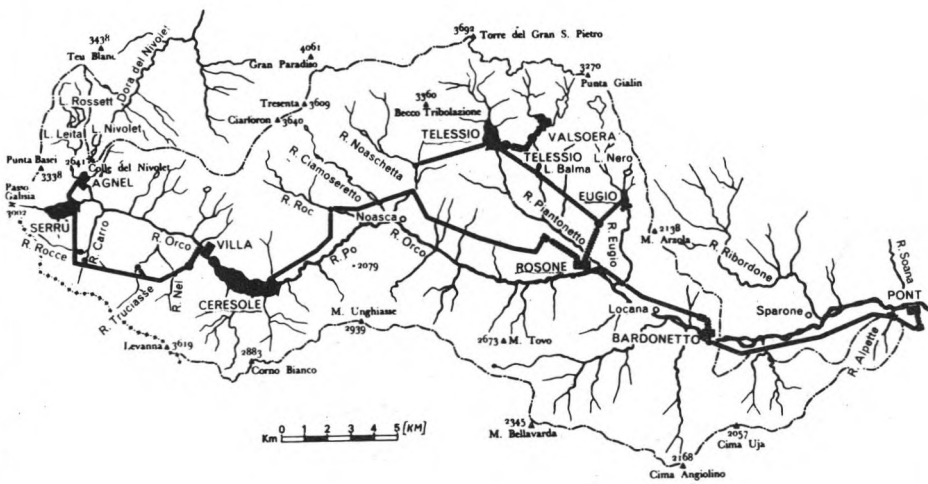 3692 Torre del Gran S. Pietro
3438
Teu Blanc
Dora del Nivolet
4061
Gran Paradiso
3270
Punta Gialin
L. Rossett
Tresenta 3609
3360
Becco Tribolazione
Ciarforon 3640
TELESSIO
VALSOERA
L. Leita
L. Nivolet
R. Noaschetta
TELESSIO
L. Balma
L. Nero
Punta Basei
3338
2641
Colle del Nivolet
AGNEL
R. Ciamoseretto
EUGIO
Passo
Galisia
3002
R. Roc
R. Piantonetto
SERRÙ
R. Carro
Noasca
R. Eugio
2138
M. Arzola
R. Rocce
R. Orco
VILLA
R. Po
R. Orco
R. Ribordone
R. Soana
2079
ROSONE
R. Truciasse
R. Nel
CERESOLE
PONT
M. Unghiasse
2939
Locana
Sparone
BARDONETTO
R. Alpette
Levanna 3619
2883
Corno Bianco
2673 M. Tovo
Km 0 1 2 3 4 5 [KM]
2345
M. Bellavarda
2057
Cima Uja
2168
Cima Angiolino